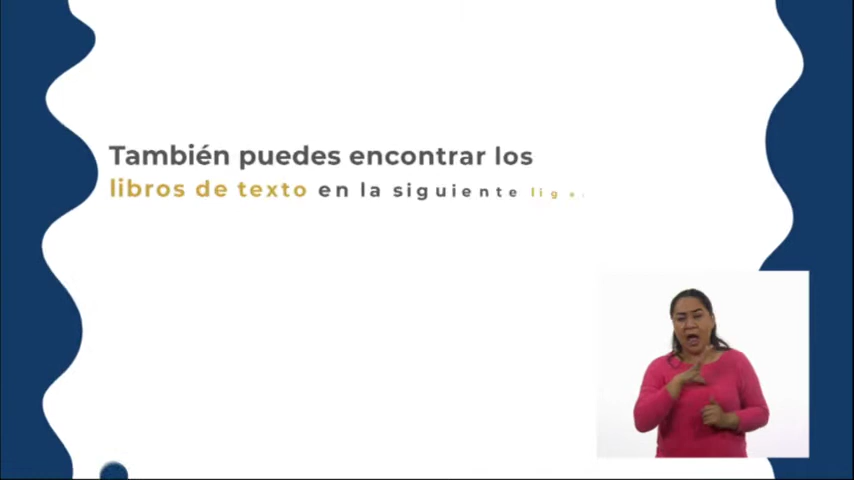 También puedes encontrar los
libros de texto en la siguiente